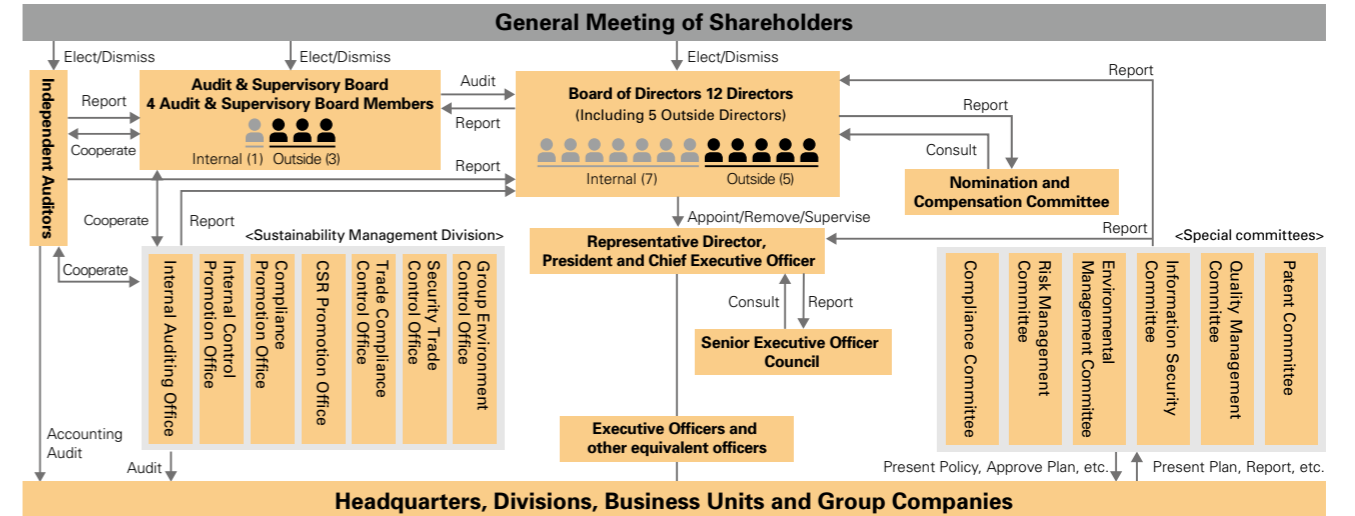 General Meeting of Shareholders
Elect/Dismiss
Elect/Dismiss
Elect/Dismiss
Independent Auditors
Report
Cooperate
Audit & Supervisory Board
4 Audit & Supervisory Board Members
Internal (1)
Outside (3)
Audit
Report
Report
Board of Directors 12 Directors
(Including 5 Outside Directors)
Internal (7)
Outside (5)
Report
Report
Consult
Nomination and
Compensation Committee
Cooperate
Report
Appoint/Remove/Supervise
Representative Director,
President and Chief Executive Officer
Report
Cooperate
<Sustainability Management Division>
Internal Auditing Office
Internal Control
Promotion Office
Compliance
Promotion Office
CSR Promotion Office
Trade Compliance
Control Office
Security Trade
Control Office
Group Environment
Control Office
Consult
Report
Senior Executive Officer
Council
<Special committees>
Compliance Committee
Risk Management
Committee
Environmental
Management Committee
Information Security
Committee
Quality Management
Committee
Patent Committee
Executive Officers and
other equivalent officers
Accounting
Audit
Audit
Present Policy, Approve Plan, etc.
Present Plan, Report, etc.
Headquarters, Divisions, Business Units and Group Companies